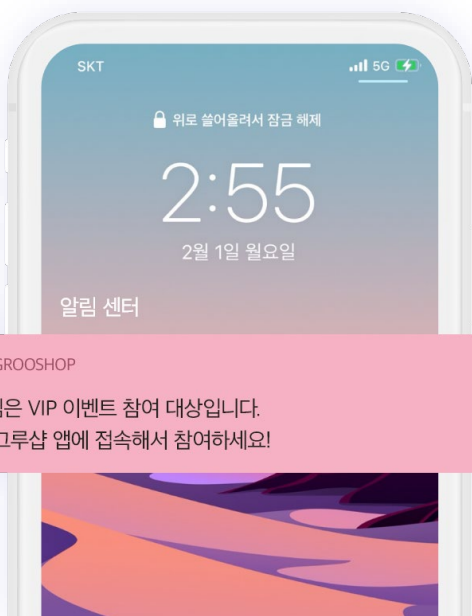 SKT
5G
위로 쓸어올려서 잠금 해제
2:55
2월 1일 월요일
알림 센터
GROOSHOP
VIP 이벤트 참여 대상입니다.
그루샵 앱에 접속해서 참여하세요!